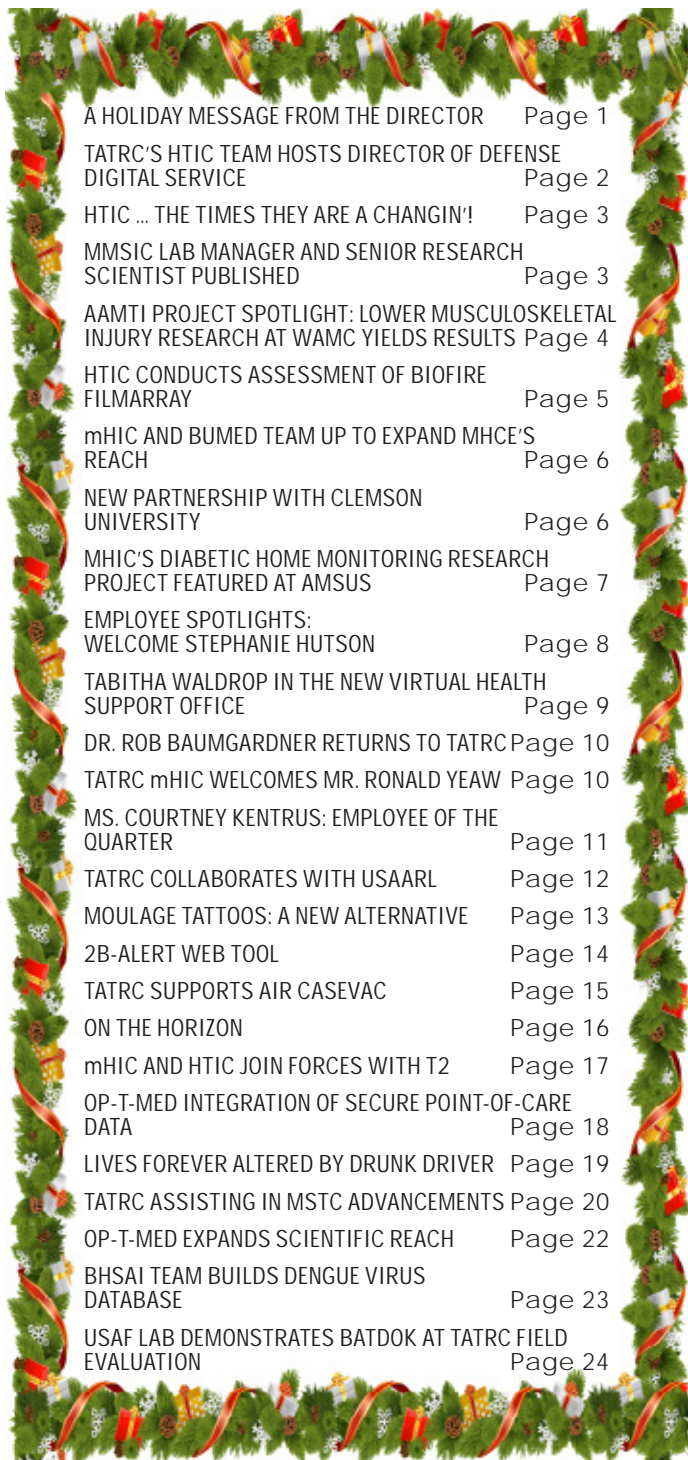 A HOLIDAY MESSAGE FROM THE DIRECTOR Page 1
TATRC'S HTIC TEAM HOSTS DIRECTOR OF DEFENSE
DIGITAL SERVICE Page 2
HTIC ... THE TIMES THEY ARE A CHANGIN'! Page 3
MMSIC LAB MANAGER AND SENIOR RESEARCH
SCIENTIST PUBLISHED Page 3
AAMTI PROJECT SPOTLIGHT: LOWER MUSCULOSKELETAL
INJURY RESEARCH AT WAMC YIELDS RESULTS Page 4
HTIC CONDUCTS ASSESSMENT OF BIOFIRE
FILMARRAY Page 5
mHIC AND BUMED TEAM UP TO EXPAND MHCE'S
REACH Page 6
NEW PARTNERSHIP WITH CLEMSON
UNIVERSITY Page 6
MHIC'S DIABETIC HOME MONITORING RESEARCH
PROJECT FEATURED AT AMSUS Page 7
EMPLOYEE SPOTLIGHTS:
WELCOME STEPHANIE HUTSON Page 8
TABITHA WALDROP IN THE NEW VIRTUAL HEALTH
SUPPORT OFFICE Page 9
DR. ROB BAUMGARDNER RETURNS TO TATRC Page 10
TATRC mHIC WELCOMES MR. RONALD YEAW Page 10
MS. COURTNEY KENTRUS: EMPLOYEE OF THE
QUARTER Page 11
TATRC COLLABORATES WITH USAARL Page 12
MOULAGE TATTOOS: A NEW ALTERNATIVE Page 13
2B-ALERT WEB TOOL Page 14
TATRC SUPPORTS AIR CASEVAC Page 15
ON THE HORIZON Page 16
mHIC AND HTIC JOIN FORCES WITH T2 Page 17
OP-T-MED INTEGRATION OF SECURE POINT-OF-CARE
DATA Page 18
LIVES FOREVER ALTERED BY DRUNK DRIVER Page 19
TATRC ASSISTING IN MSTC ADVANCEMENTS Page 20
OP-T-MED EXPANDS SCIENTIFIC REACH Page 22
BHSAI TEAM BUILDS DENGUE VIRUS
DATABASE Page 23
USAF LAB DEMONSTRATES BATDOK AT TATRC FIELD
EVALUATION Page 24